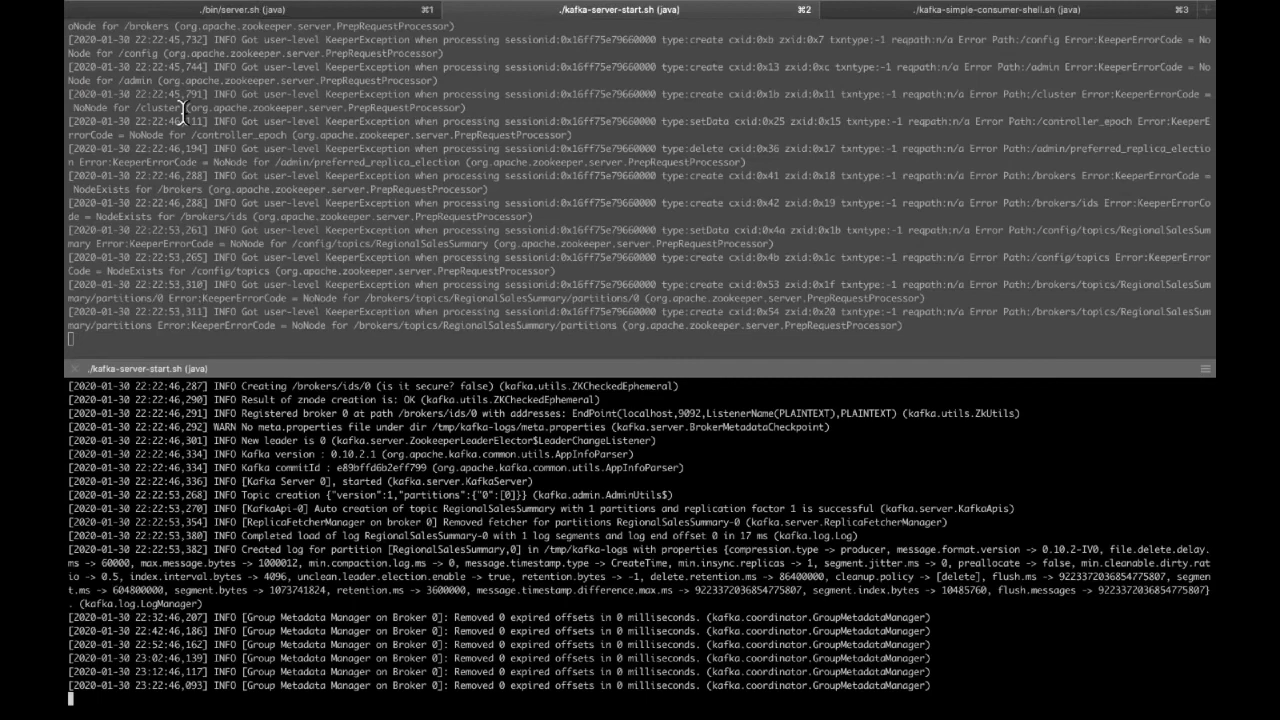 ./bin/server.sh (java) ⌘1 ./kafka-server-start.sh (java) ⌘2 ./kafka-simple-consumer-shell.sh (java) ⌘3 +
oNode for /brokers (org.apache.zookeeper.server.PrepRequestProcessor)
[2020-01-30 22:22:45,732] INFO Got user-level KeeperException when processing sessionid:0x16ff75e79660000 type:create cxid:0xb zxid:0x7 txntype:-1 reqpath:n/a Error Path:/config Error:KeeperErrorCode = No
Node for /config (org.apache.zookeeper.server.PrepRequestProcessor)
[2020-01-30 22:22:45,744] INFO Got user-level KeeperException when processing sessionid:0x16ff75e79660000 type:create cxid:0x13 zxid:0xc txntype:-1 reqpath:n/a Error Path:/admin Error:KeeperErrorCode = No
Node for /admin (org.apache.zookeeper.server.PrepRequestProcessor)
[2020-01-30 22:22:45,791] INFO Got user-level KeeperException when processing sessionid:0x16ff75e79660000 type:create cxid:0x1b zxid:0x11 txntype:-1 reqpath:n/a Error Path:/cluster Error:KeeperErrorCode =
NoNode for /cluster (org.apache.zookeeper.server.PrepRequestProcessor)
[2020-01-30 22:22:46,111] INFO Got user-level KeeperException when processing sessionid:0x16ff75e79660000 type:setData cxid:0x25 zxid:0x15 txntype:-1 reqpath:n/a Error Path:/controller_epoch Error:KeeperE
rrorCode = NoNode for /controller_epoch (org.apache.zookeeper.server.PrepRequestProcessor)
[2020-01-30 22:22:46,194] INFO Got user-level KeeperException when processing sessionid:0x16ff75e79660000 type:delete cxid:0x36 zxid:0x17 txntype:-1 reqpath:n/a Error Path:/admin/preferred_replica_electio
n Error:KeeperErrorCode = NoNode for /admin/preferred_replica_election (org.apache.zookeeper.server.PrepRequestProcessor)
[2020-01-30 22:22:46,288] INFO Got user-level KeeperException when processing sessionid:0x16ff75e79660000 type:create cxid:0x41 zxid:0x18 txntype:-1 reqpath:n/a Error Path:/brokers Error:KeeperErrorCode =
NodeExists for /brokers (org.apache.zookeeper.server.PrepRequestProcessor)
[2020-01-30 22:22:46,288] INFO Got user-level KeeperException when processing sessionid:0x16ff75e79660000 type:create cxid:0x42 zxid:0x19 txntype:-1 reqpath:n/a Error Path:/brokers/ids Error:KeeperErrorCo
de = NodeExists for /brokers/ids (org.apache.zookeeper.server.PrepRequestProcessor)
[2020-01-30 22:22:53,261] INFO Got user-level KeeperException when processing sessionid:0x16ff75e79660000 type:setData cxid:0x4a zxid:0x1b txntype:-1 reqpath:n/a Error Path:/config/topics/RegionalSalesSum
mary Error:KeeperErrorCode = NoNode for /config/topics/RegionalSalesSummary (org.apache.zookeeper.server.PrepRequestProcessor)
[2020-01-30 22:22:53,265] INFO Got user-level KeeperException when processing sessionid:0x16ff75e79660000 type:create cxid:0x4b zxid:0x1c txntype:-1 reqpath:n/a Error Path:/config/topics Error:KeeperError
Code = NodeExists for /config/topics (org.apache.zookeeper.server.PrepRequestProcessor)
[2020-01-30 22:22:53,310] INFO Got user-level KeeperException when processing sessionid:0x16ff75e79660000 type:create cxid:0x53 zxid:0x1f txntype:-1 reqpath:n/a Error Path:/brokers/topics/RegionalSalesSum
mary/partitions/0 Error:KeeperErrorCode = NoNode for /brokers/topics/RegionalSalesSummary/partitions/0 (org.apache.zookeeper.server.PrepRequestProcessor)
[2020-01-30 22:22:53,311] INFO Got user-level KeeperException when processing sessionid:0x16ff75e79660000 type:create cxid:0x54 zxid:0x20 txntype:-1 reqpath:n/a Error Path:/brokers/topics/RegionalSalesSum
mary/partitions Error:KeeperErrorCode = NoNode for /brokers/topics/RegionalSalesSummary/partitions (org.apache.zookeeper.server.PrepRequestProcessor)
./kafka-server-start.sh (java)
[2020-01-30 22:22:46,287] INFO Creating /brokers/ids/0 (is it secure? false) (kafka.utils.ZKCheckedEphemeral)
[2020-01-30 22:22:46,290] INFO Result of znode creation is: OK (kafka.utils.ZKCheckedEphemeral)
[2020-01-30 22:22:46,291] INFO Registered broker 0 at path /brokers/ids/0 with addresses: EndPoint(localhost,9092,ListenerName(PLAINTEXT),PLAINTEXT) (kafka.utils.ZkUtils)
[2020-01-30 22:22:46,292] WARN No meta.properties file under dir /tmp/kafka-logs/meta.properties (kafka.server.BrokerMetadataCheckpoint)
[2020-01-30 22:22:46,301] INFO New leader is 0 (kafka.server.ZookeeperLeaderElector$LeaderChangeListener)
[2020-01-30 22:22:46,334] INFO Kafka version : 0.10.2.1 (org.apache.kafka.common.utils.AppInfoParser)
[2020-01-30 22:22:46,334] INFO Kafka commitId : e89bffd6b2eff799 (org.apache.kafka.common.utils.AppInfoParser)
[2020-01-30 22:22:46,336] INFO [Kafka Server 0], started (kafka.server.KafkaServer)
[2020-01-30 22:22:53,268] INFO Topic creation {"version":1,"partitions":{"0":[0]}} (kafka.admin.AdminUtils$)
[2020-01-30 22:22:53,270] INFO [KafkaApi-0] Auto creation of topic RegionalSalesSummary with 1 partitions and replication factor 1 is successful (kafka.server.KafkaApis)
[2020-01-30 22:22:53,354] INFO [ReplicaFetcherManager on broker 0] Removed fetcher for partitions RegionalSalesSummary-0 (kafka.server.ReplicaFetcherManager)
[2020-01-30 22:22:53,380] INFO Completed load of log RegionalSalesSummary-0 with 1 log segments and log end offset 0 in 17 ms (kafka.log.Log)
[2020-01-30 22:22:53,382] INFO Created log for partition [RegionalSalesSummary,0] in /tmp/kafka-logs with properties {compression.type -> producer, message.format.version -> 0.10.2-IV0, file.delete.delay.
ms -> 60000, max.message.bytes -> 1000012, min.compaction.lag.ms -> 0, message.timestamp.type -> CreateTime, min.insync.replicas -> 1, segment.jitter.ms -> 0, preallocate -> false, min.cleanable.dirty.rat
io -> 0.5, index.interval.bytes -> 4096, unclean.leader.election.enable -> true, retention.bytes -> -1, delete.retention.ms -> 86400000, cleanup.policy -> [delete], flush.ms -> 9223372036854775807, segmen
t.ms -> 604800000, segment.bytes -> 1073741824, retention.ms -> 3600000, message.timestamp.difference.max.ms -> 9223372036854775807, segment.index.bytes -> 10485760, flush.messages -> 9223372036854775807}
. (kafka.log.LogManager)
[2020-01-30 22:32:46,207] INFO [Group Metadata Manager on Broker 0]: Removed 0 expired offsets in 0 milliseconds. (kafka.coordinator.GroupMetadataManager)
[2020-01-30 22:42:46,186] INFO [Group Metadata Manager on Broker 0]: Removed 0 expired offsets in 0 milliseconds. (kafka.coordinator.GroupMetadataManager)
[2020-01-30 22:52:46,162] INFO [Group Metadata Manager on Broker 0]: Removed 0 expired offsets in 0 milliseconds. (kafka.coordinator.GroupMetadataManager)
[2020-01-30 23:02:46,139] INFO [Group Metadata Manager on Broker 0]: Removed 0 expired offsets in 0 milliseconds. (kafka.coordinator.GroupMetadataManager)
[2020-01-30 23:12:46,117] INFO [Group Metadata Manager on Broker 0]: Removed 0 expired offsets in 0 milliseconds. (kafka.coordinator.GroupMetadataManager)
[2020-01-30 23:22:46,093] INFO [Group Metadata Manager on Broker 0]: Removed 0 expired offsets in 0 milliseconds. (kafka.coordinator.GroupMetadataManager)